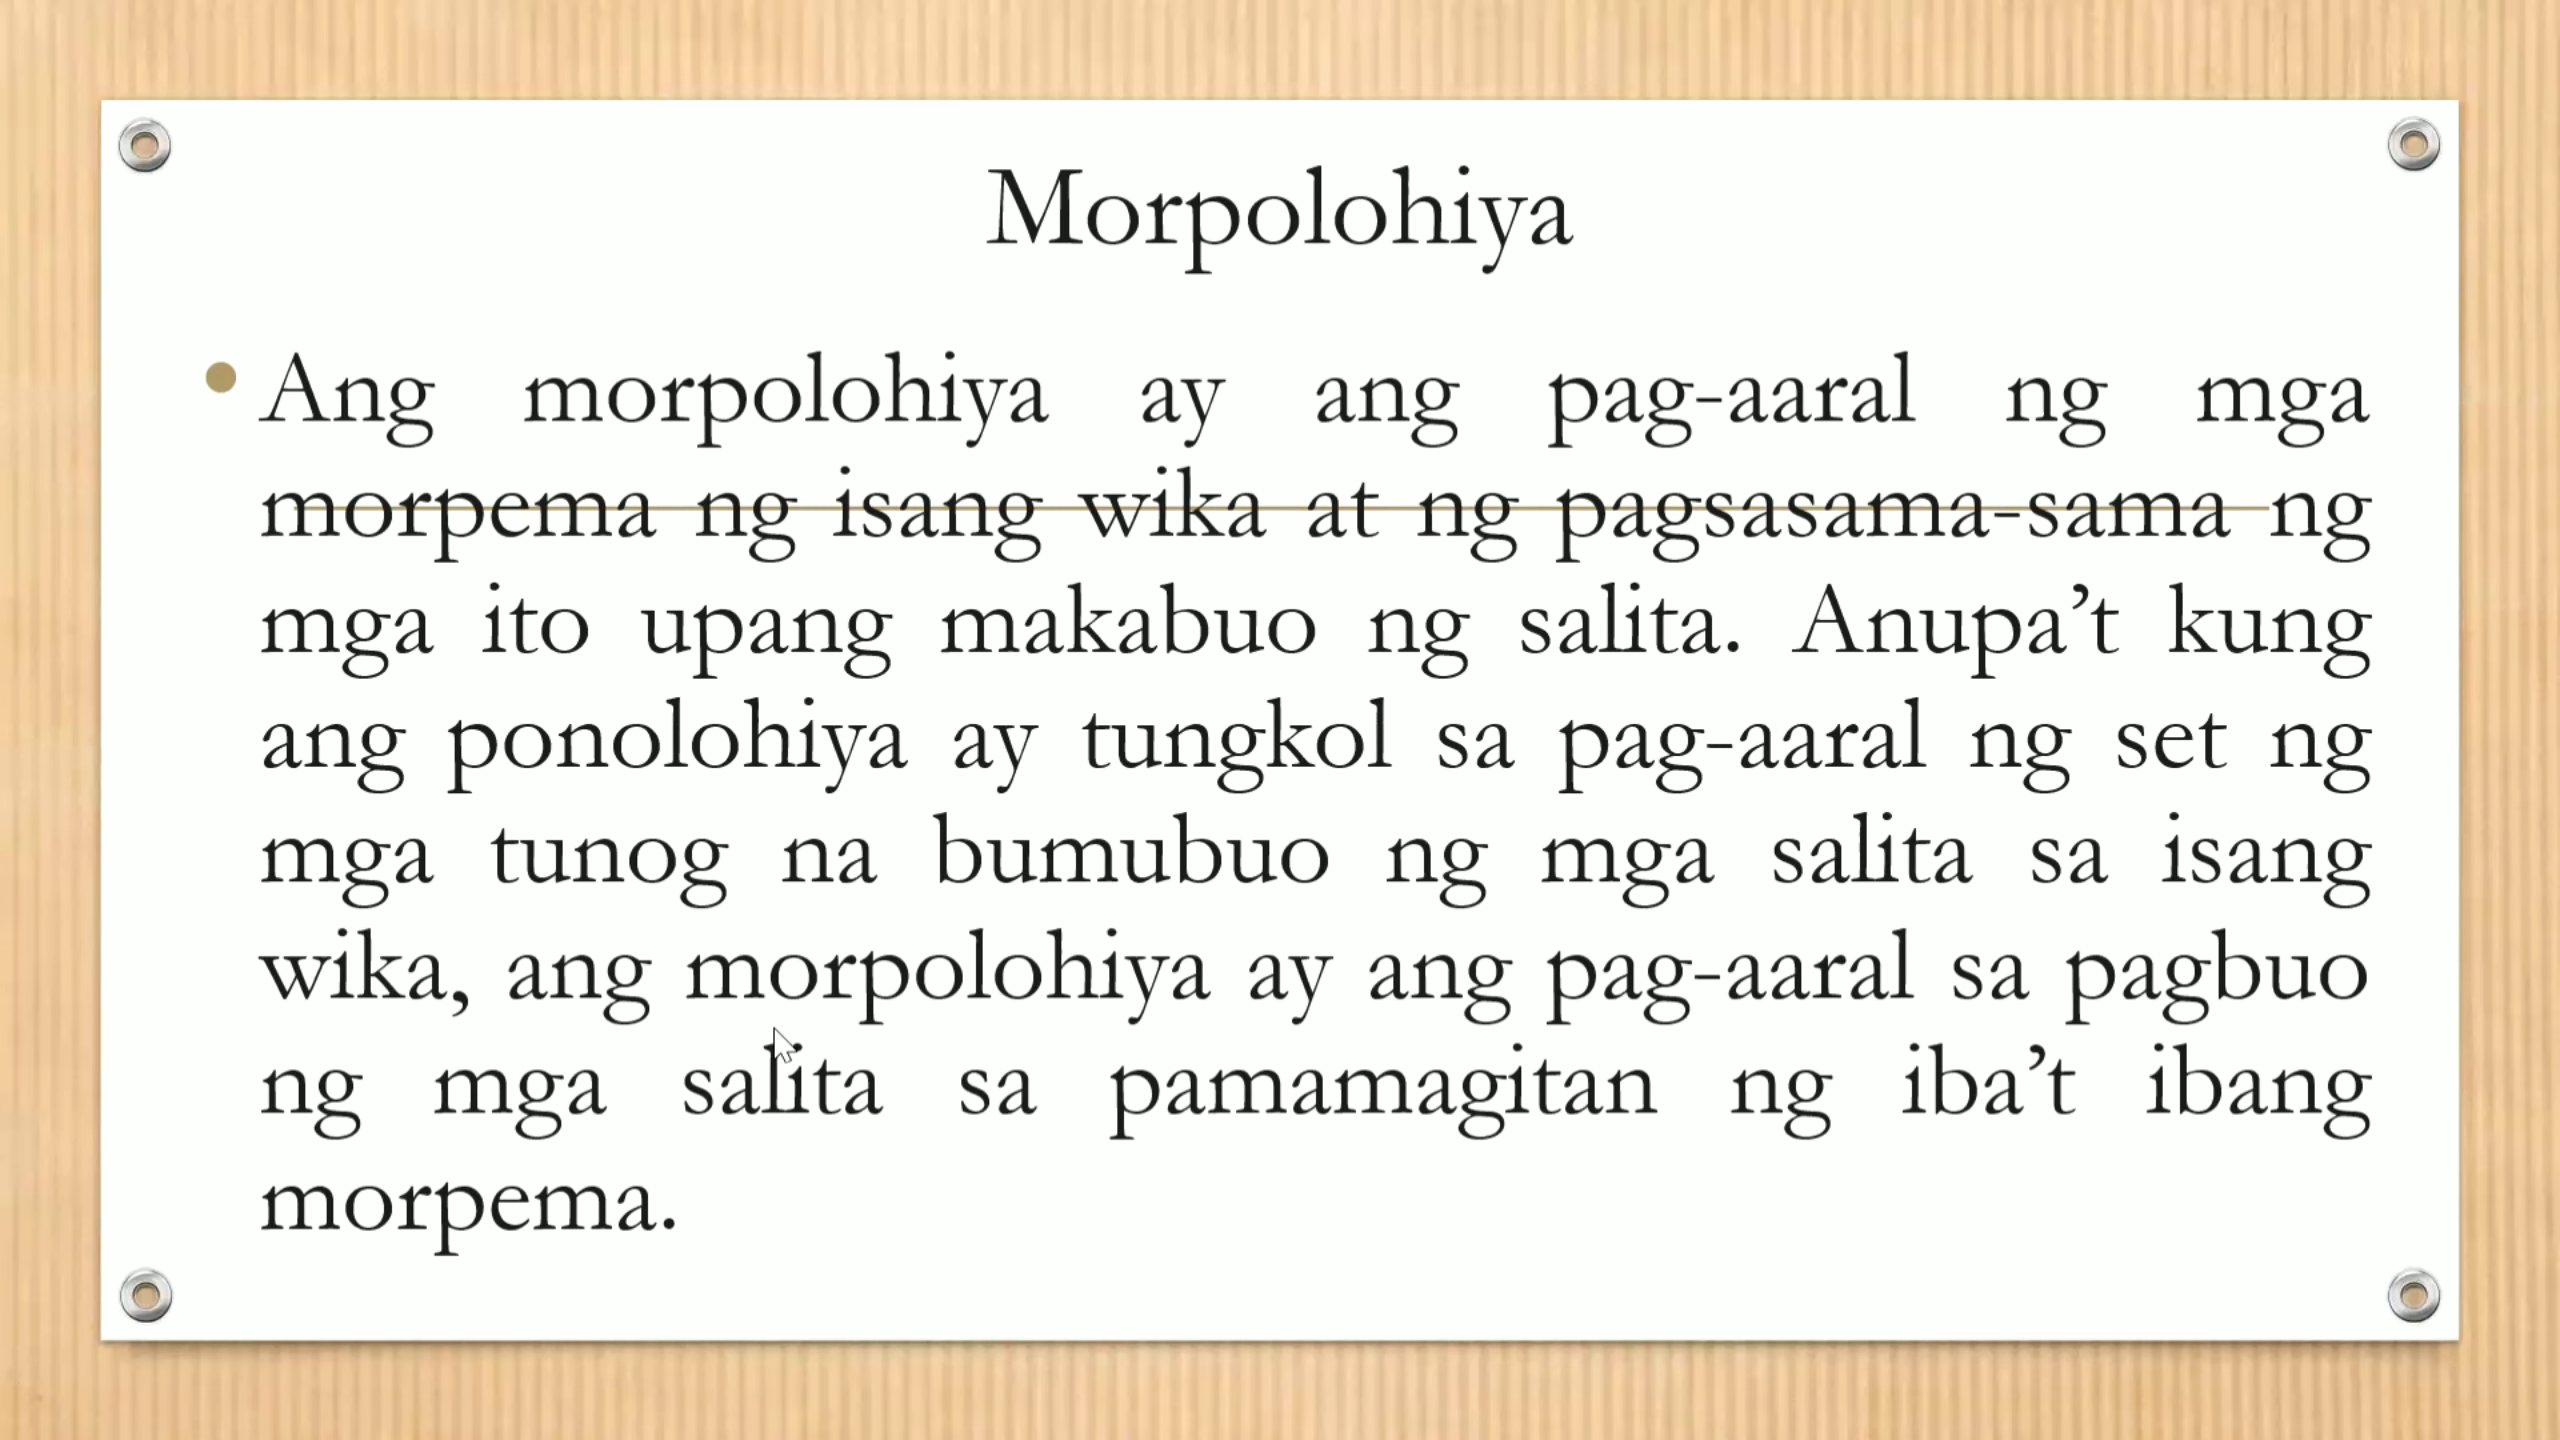 Morpolohiya
• Ang morpolohiya ay ang pag-aaral ng mga
morpema ng isang wika at ng pagsasama-sama ng
mga ito upang makabuo ng salita. Anupa’t kung
ang ponolohiya ay tungkol sa pag-aaral ng set ng
mga tunog na bumubuo ng mga salita sa isang
wika, ang morpolohiya ay ang pag-aaral sa pagbuo
ng mga salita sa pamamagitan ng iba’t ibang
morpema.